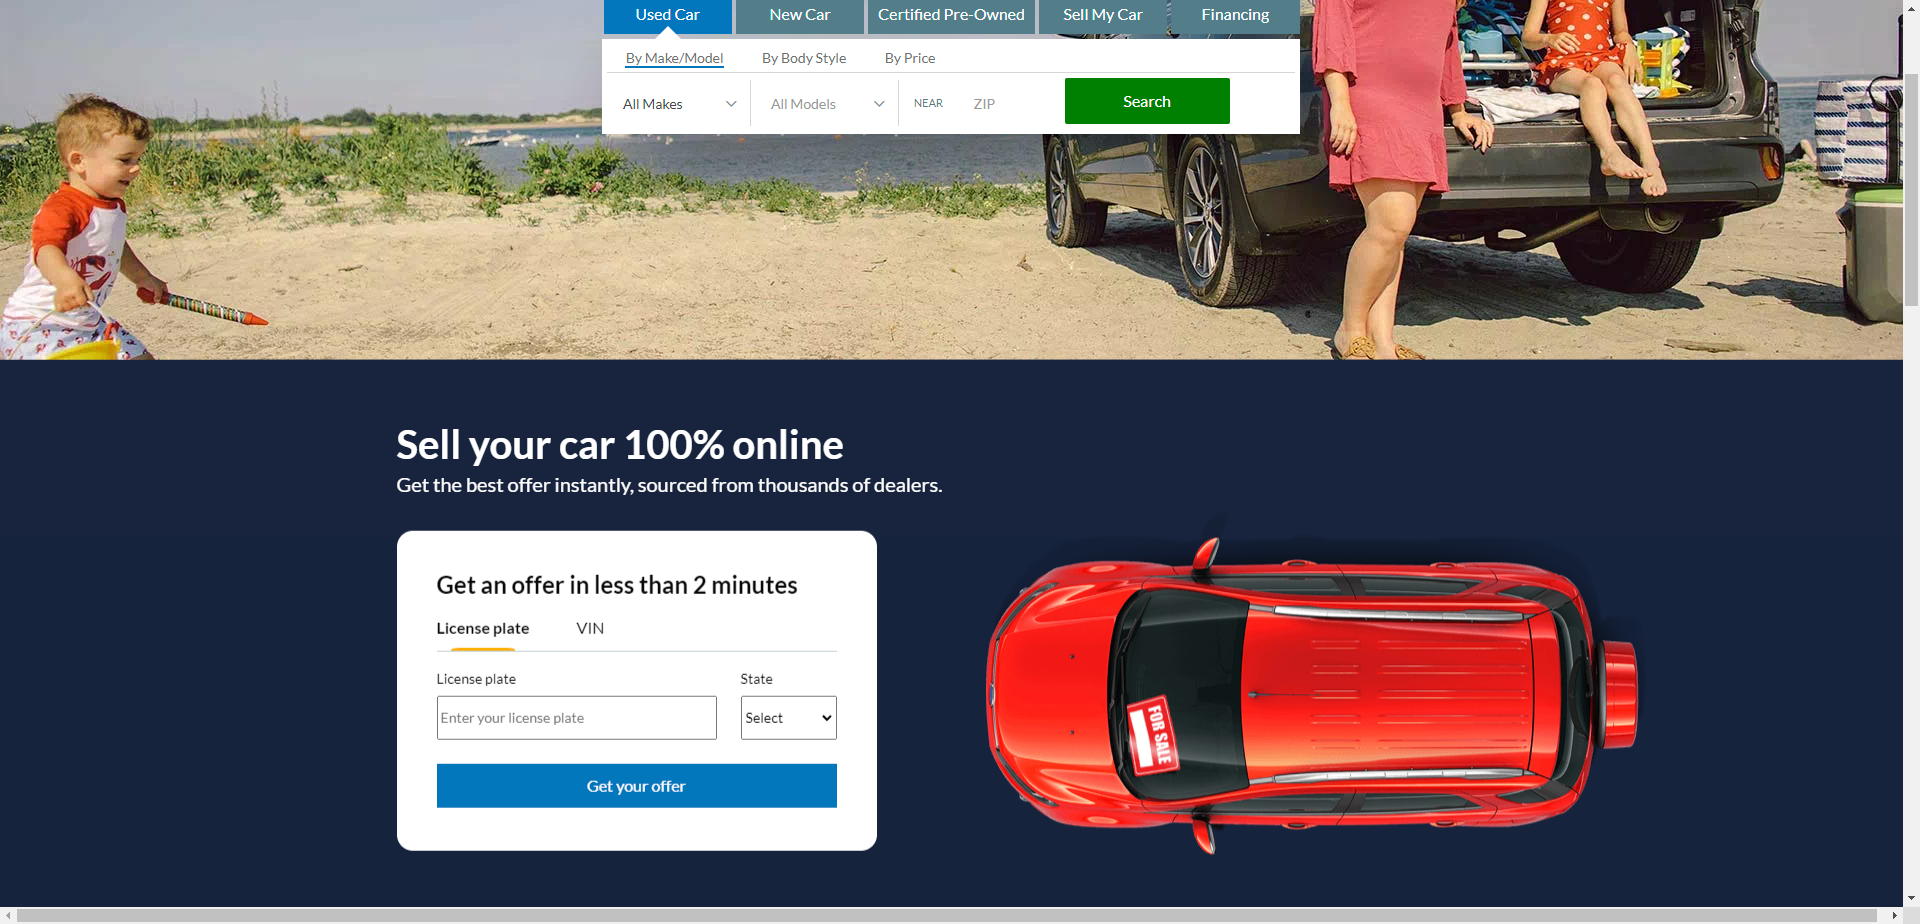 Used Car New Car Certified Pre-Owned Sell My Car Financing
By Make/Model By Body Style By Price
All Makes All Models NEAR ZIP Search
Sell your car 100% online
Get the best offer instantly, sourced from thousands of dealers.
Get an offer in less than 2 minutes
License plate VIN
License plate State
Enter your license plate Select
FOR SALE
Get your offer